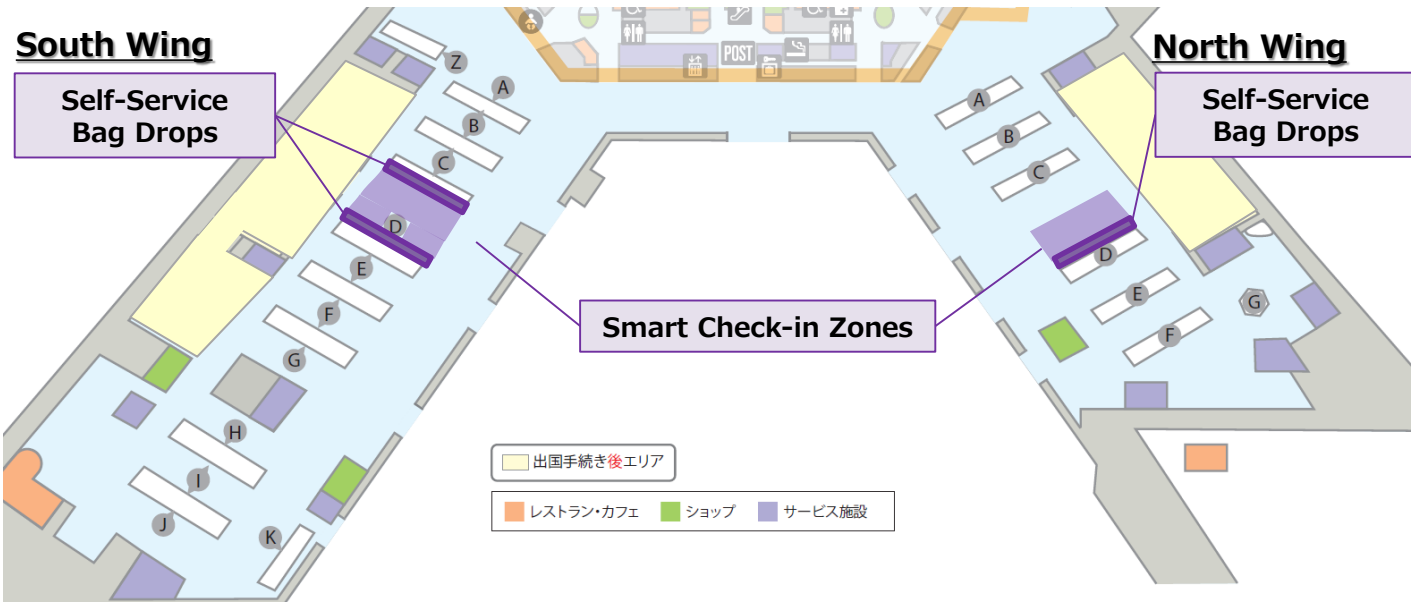 South Wing
Self-Service
Bag Drops
North Wing
Self-Service
Bag Drops
Smart Check-in Zones
POST
Z
A
B
C
D
E
F
G
H
I
J
K
A
B
C
D
E
F
G
出国手続き後エリア
レストラン・カフェ
ショップ
サービス施設